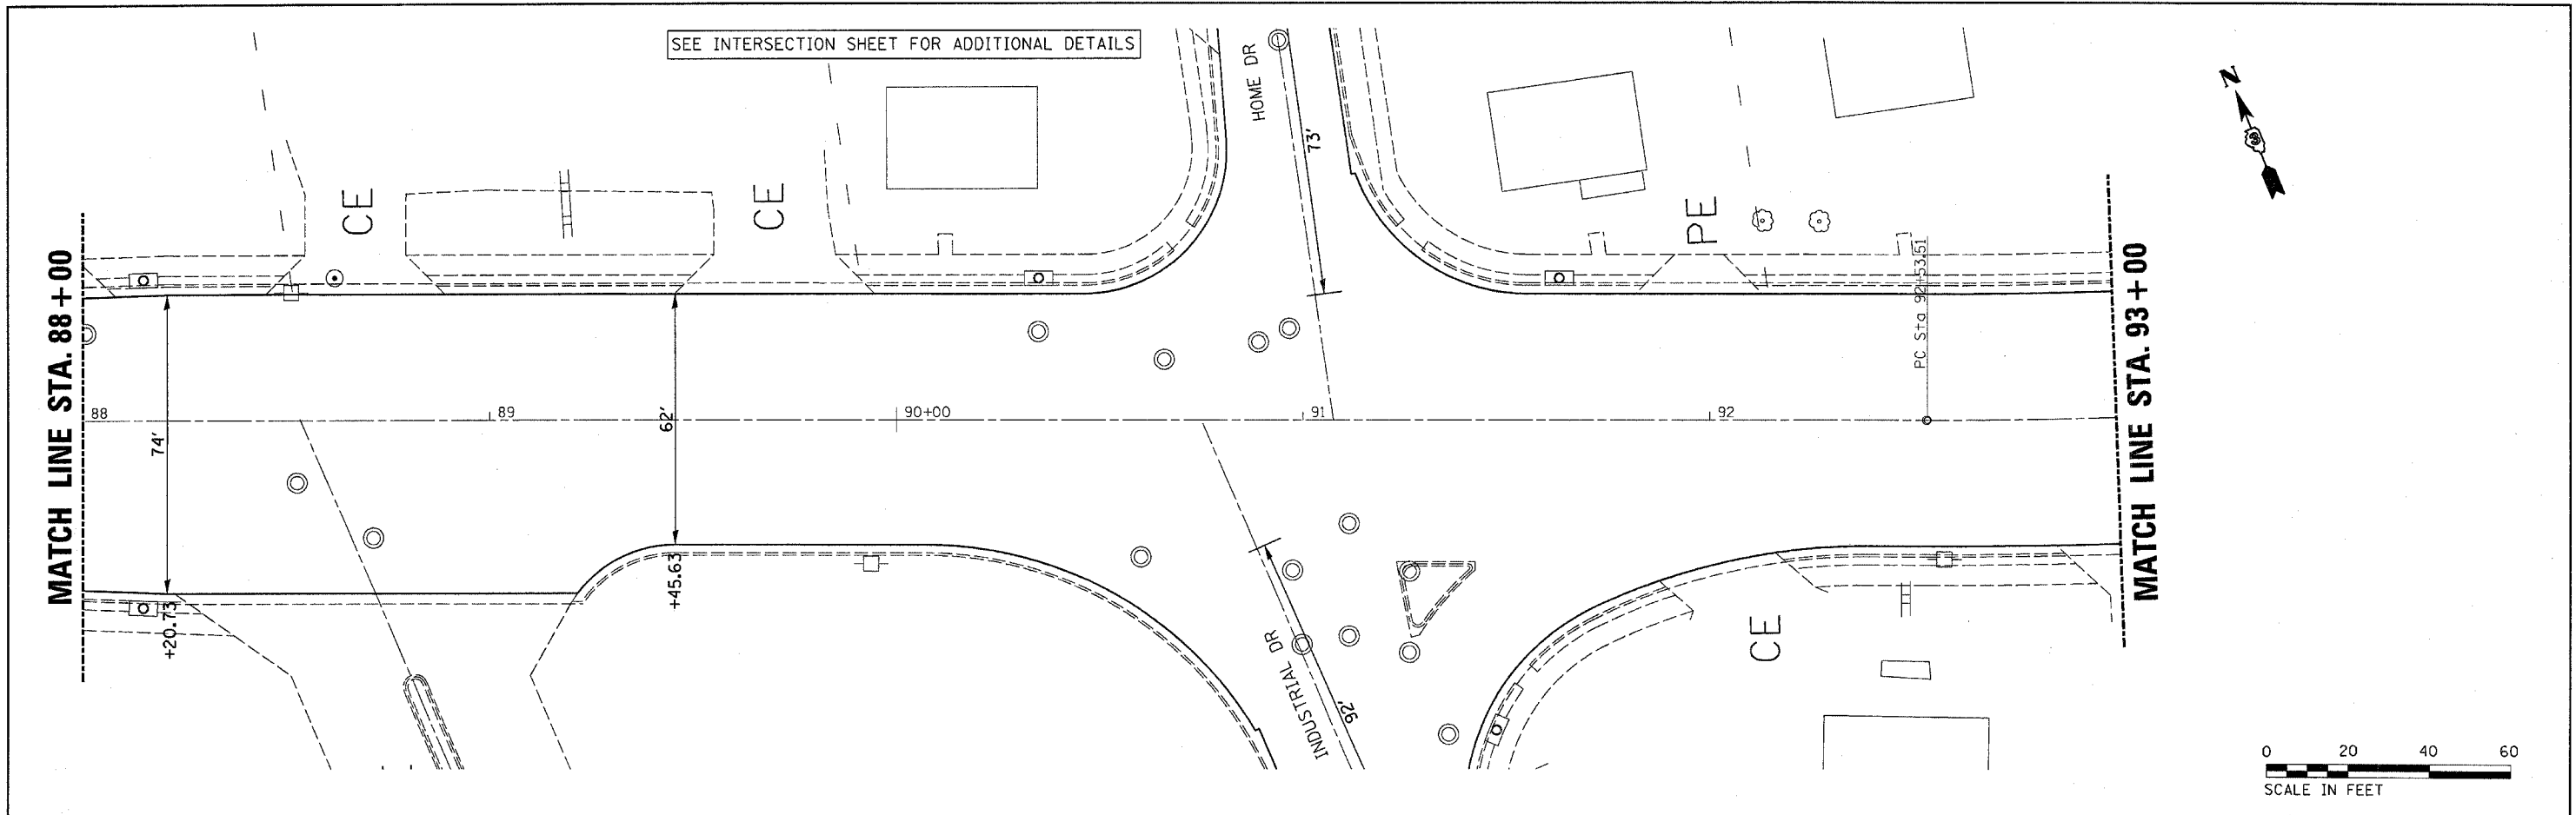 SEE INTERSECTION SHEET FOR ADDITIONAL DETAILS
HOME DR
73'
N
CE
CE
PE
MATCH LINE STA. 88+00
MATCH LINE STA. 93+00
PC Sta 92+53.51
88
89
90+00
91
92
74'
62'
+20.73
+45.63
INDUSTRIAL DR
92'
CE
0 20 40 60
SCALE IN FEET